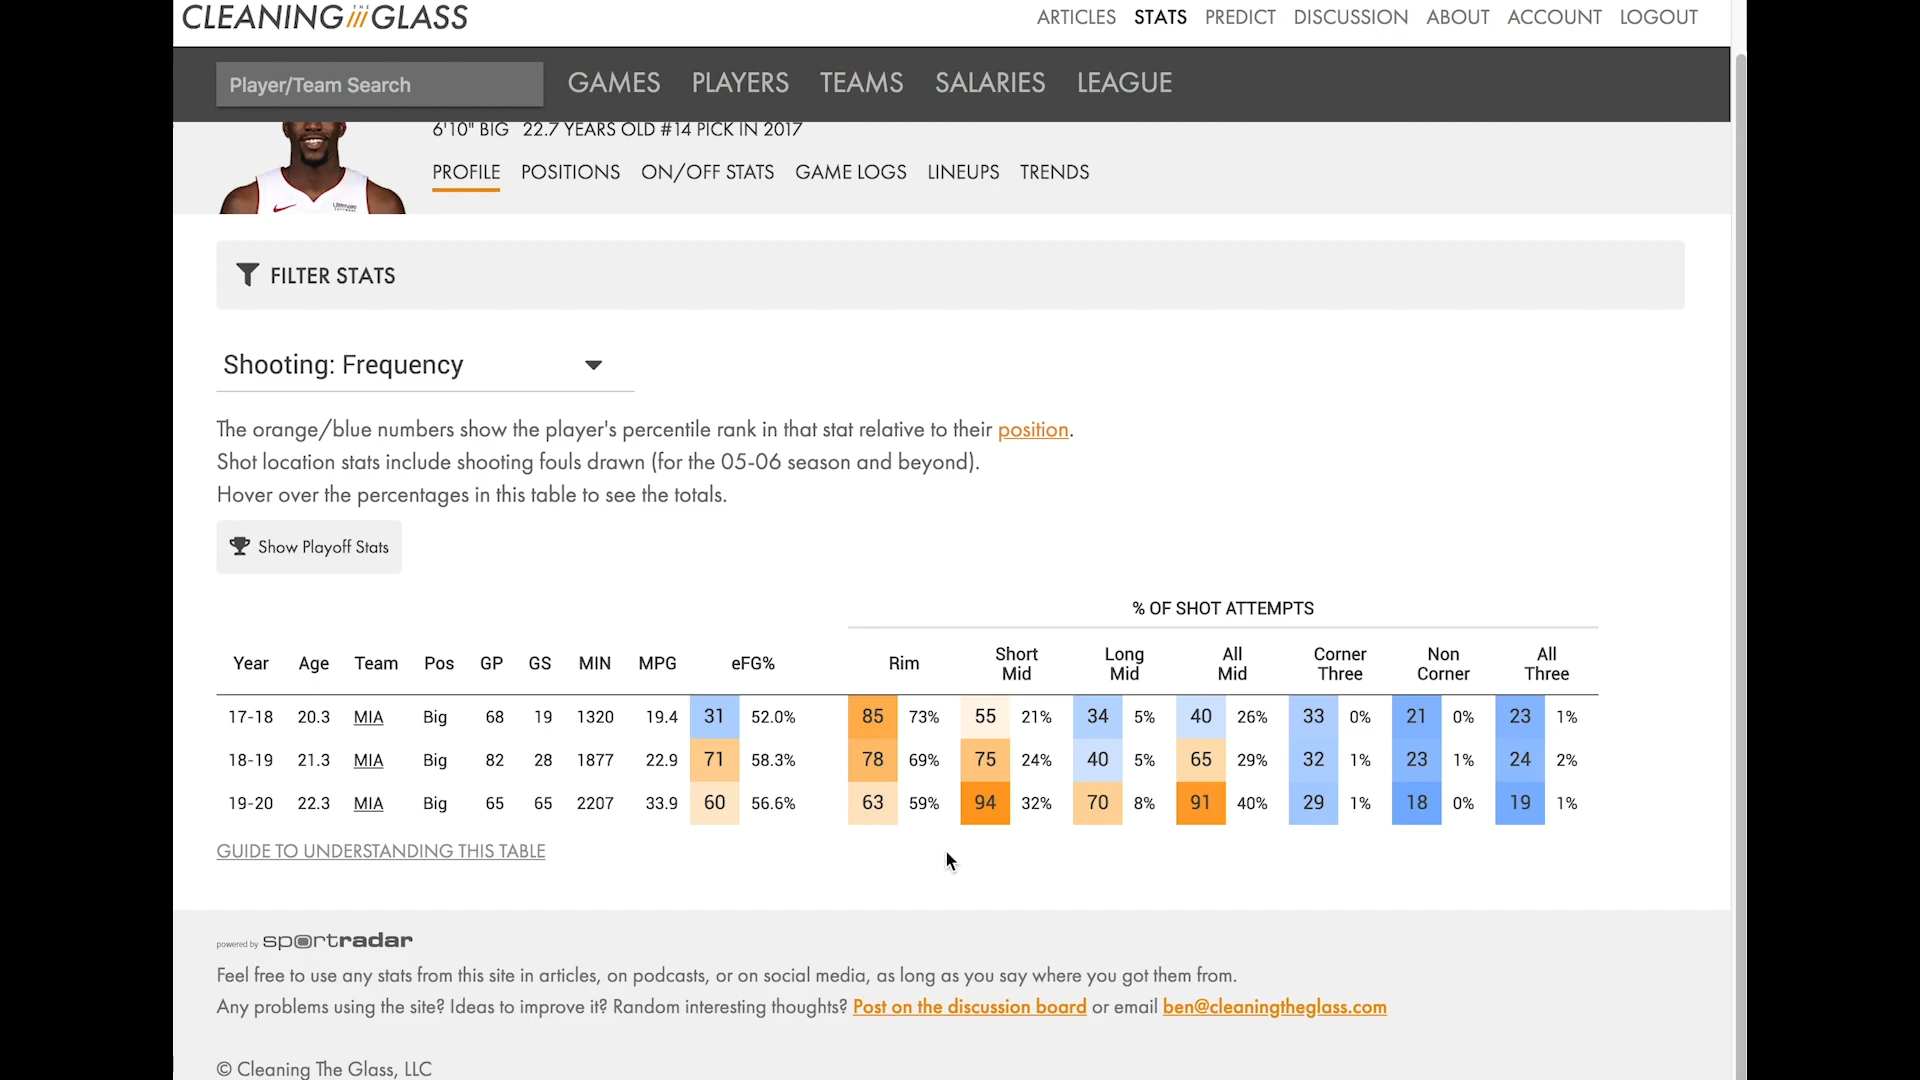 CLEANING THE GLASS
ARTICLES STATS PREDICT DISCUSSION ABOUT ACCOUNT LOGOUT
Player/Team Search GAMES PLAYERS TEAMS SALARIES LEAGUE
6'10" BIG 22.7 YEARS OLD #14 PICK IN 2017
PROFILE POSITIONS ON/OFF STATS GAME LOGS LINEUPS TRENDS
FILTER STATS
Shooting: Frequency
The orange/blue numbers show the player's percentile rank in that stat relative to their position.
Shot location stats include shooting fouls drawn (for the 05-06 season and beyond).
Hover over the percentages in this table to see the totals.
Show Playoff Stats
% OF SHOT ATTEMPTS
Year Age Team Pos GP GS MIN MPG eFG% Rim Short Mid Long Mid All Mid Corner Three Non Corner All Three
17-18 20.3 MIA Big 68 19 1320 19.4 31 52.0% 85 73% 55 21% 34 5% 40 26% 33 0% 21 0% 23 1%
18-19 21.3 MIA Big 82 28 1877 22.9 71 58.3% 78 69% 75 24% 40 5% 65 29% 32 1% 23 1% 24 2%
19-20 22.3 MIA Big 65 65 2207 33.9 60 56.6% 63 59% 94 32% 70 8% 91 40% 29 1% 18 0% 19 1%
GUIDE TO UNDERSTANDING THIS TABLE
powered by sportradar
Feel free to use any stats from this site in articles, on podcasts, or on social media, as long as you say where you got them from.
Any problems using the site? Ideas to improve it? Random interesting thoughts? Post on the discussion board or email ben@cleaningtheglass.com
© Cleaning The Glass, LLC